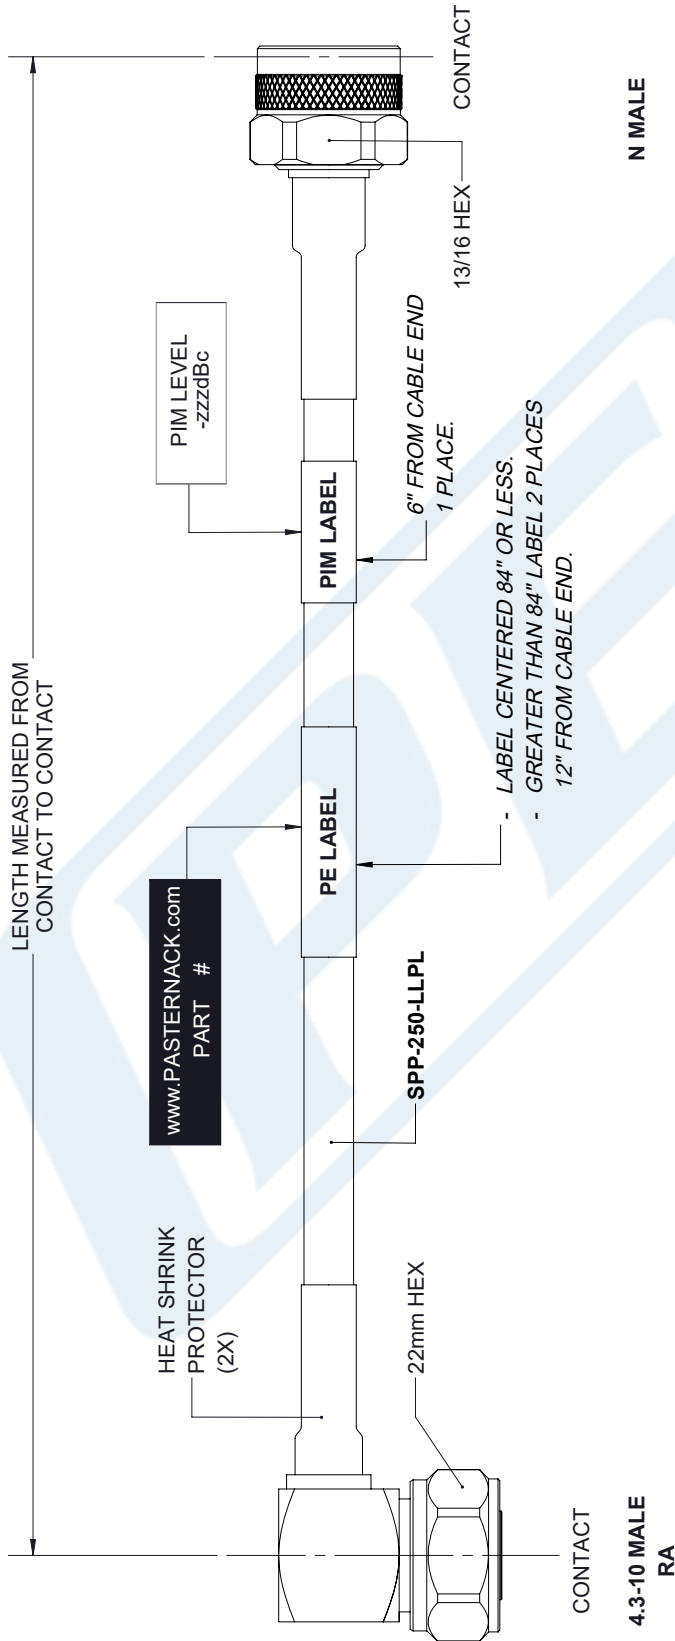 LENGTH MEASURED FROM
CONTACT TO CONTACT
HEAT SHRINK
PROTECTOR
(2X)
www.PASTERNACK.com
PART #
PIM LEVEL
-zzzdBc
PE LABEL
PIM LABEL
SPP-250-LLPL
6" FROM CABLE END
1 PLACE.
- LABEL CENTERED 84" OR LESS.
- GREATER THAN 84" LABEL 2 PLACES
12" FROM CABLE END.
22mm HEX
13/16 HEX
CONTACT
CONTACT
4.3-10 MALE
RA
N MALE